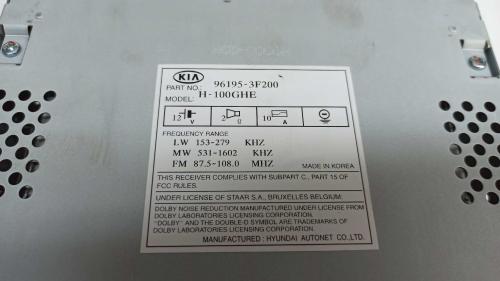 KIA
PART NO.: 96195-3F200
MODEL: H-100GHE
12 V 2 10 A
FREQUENCY RANGE
LW 153~279 KHZ
MW 531~1602 KHZ
FM 87.5~108.0 MHZ MADE IN KOREA
THIS RECEIVER COMPLIES WITH SUBPART C., PART 15 OF
FCC RULES.
UNDER LICENSE OF STAAR S.A., BRUXELLES BELGIUM:
DOLBY NOISE REDUCTION MANUFACTURED UNDER LICENSE FROM
DOLBY LABORATORIES LICENSING CORPORATION.
"DOLBY" AND THE DOUBLE-D SYMBOL ARE TRADEMARKS OF
DOLBY LABORATORIES LICENSING CORPORATION.
MANUFACTURED : HYUNDAI AUTONET CO.,LTD.